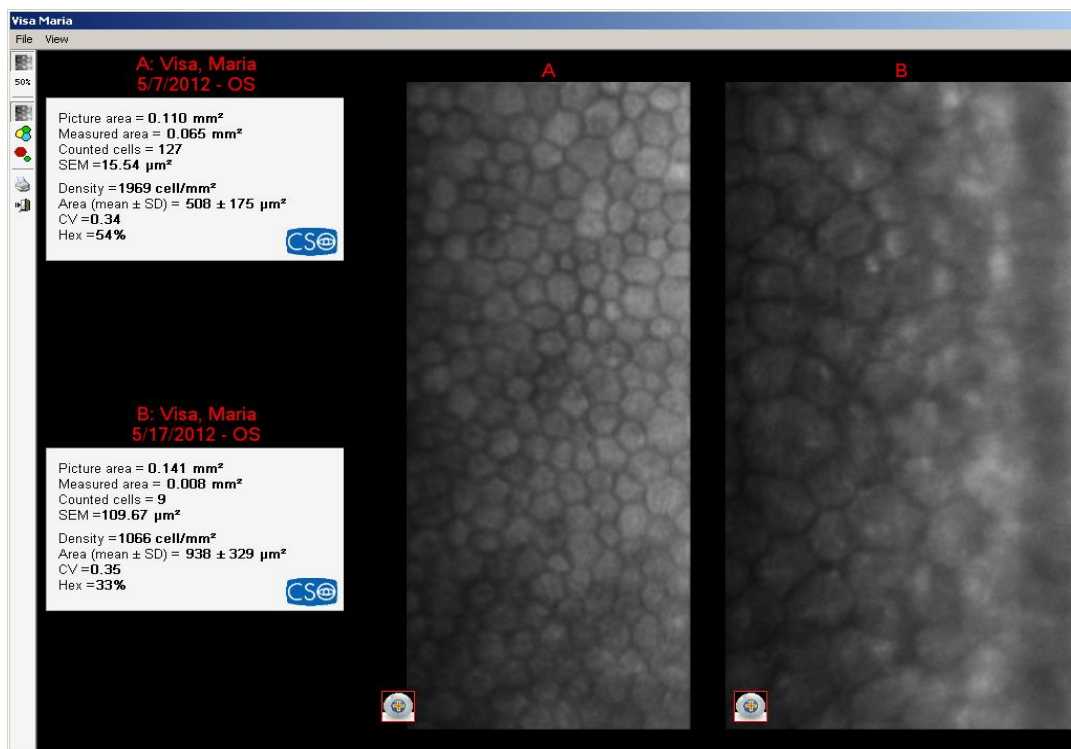 Visa Maria
File View
50%
A: Visa, Maria
5/7/2012 - OS
Picture area = 0.110 mm²
Measured area = 0.065 mm²
Counted cells = 127
SEM =15.54 µm²
Density =1969 cell/mm²
Area (mean ± SD) = 508 ± 175 µm²
CV =0.34
Hex =54%
CSO
B: Visa, Maria
5/17/2012 - OS
Picture area = 0.141 mm²
Measured area = 0.008 mm²
Counted cells = 9
SEM =109.67 µm²
Density =1066 cell/mm²
Area (mean ± SD) = 938 ± 329 µm²
CV =0.35
Hex =33%
CSO
A
B